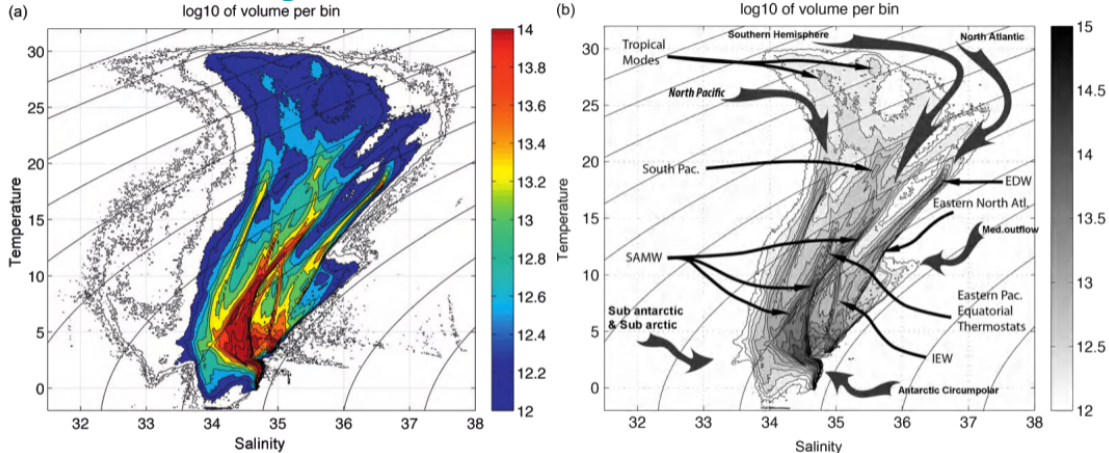 (a)
log10 of volume per bin
30
25
20
15
10
5
0
Temperature
32
33
34
35
36
37
38
Salinity
14
13.8
13.6
13.4
13.2
13
12.8
12.6
12.4
12.2
12
(b)
log10 of volume per bin
30
25
20
15
10
5
0
Temperature
Tropical
Modes
Southern Hemisphere
North Atlantic
North Pacific
South Pac.
EDW
Eastern North Atl.
Med.outflow
SAMW
Eastern Pac.
Equatorial
Thermostats
Sub antarctic
& Sub arctic
IEW
Antarctic Circumpolar
32
33
34
35
36
37
38
Salinity
15
14.5
14
13.5
13
12.5
12